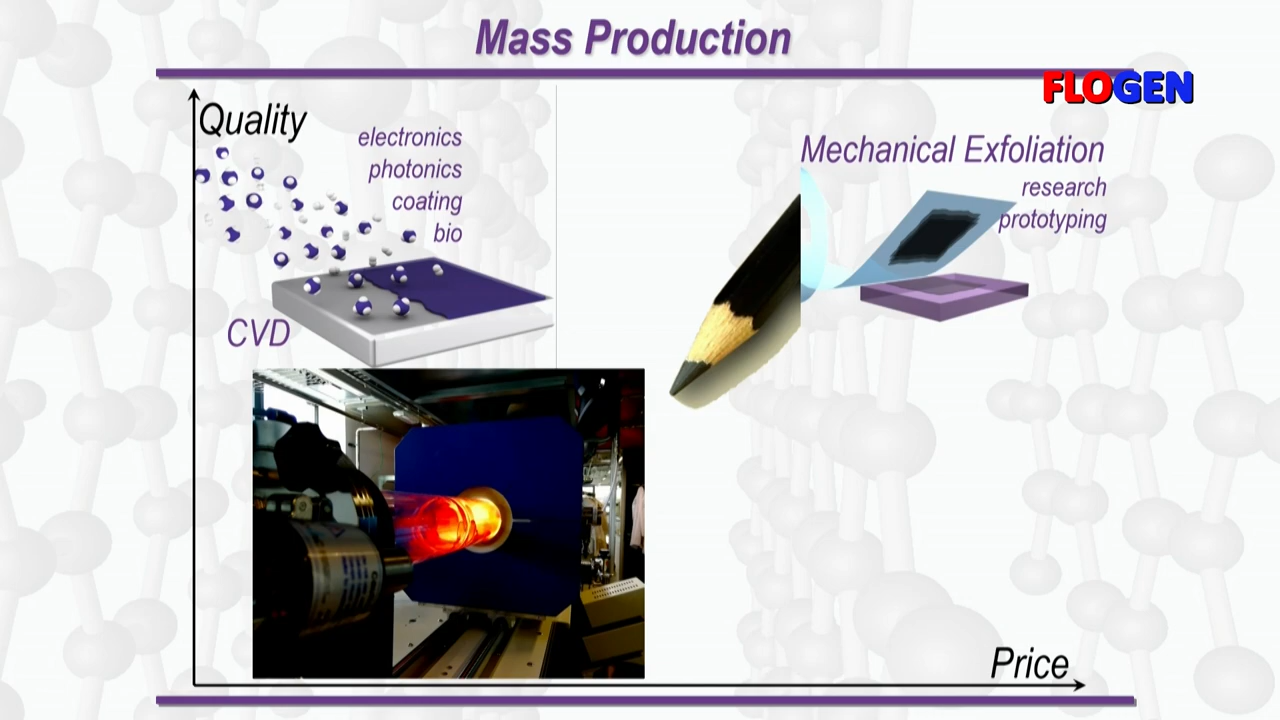 Mass Production
FLOGEN
Quality
electronics
photonics
coating
bio
CVD
Mechanical Exfoliation
research
prototyping
Price